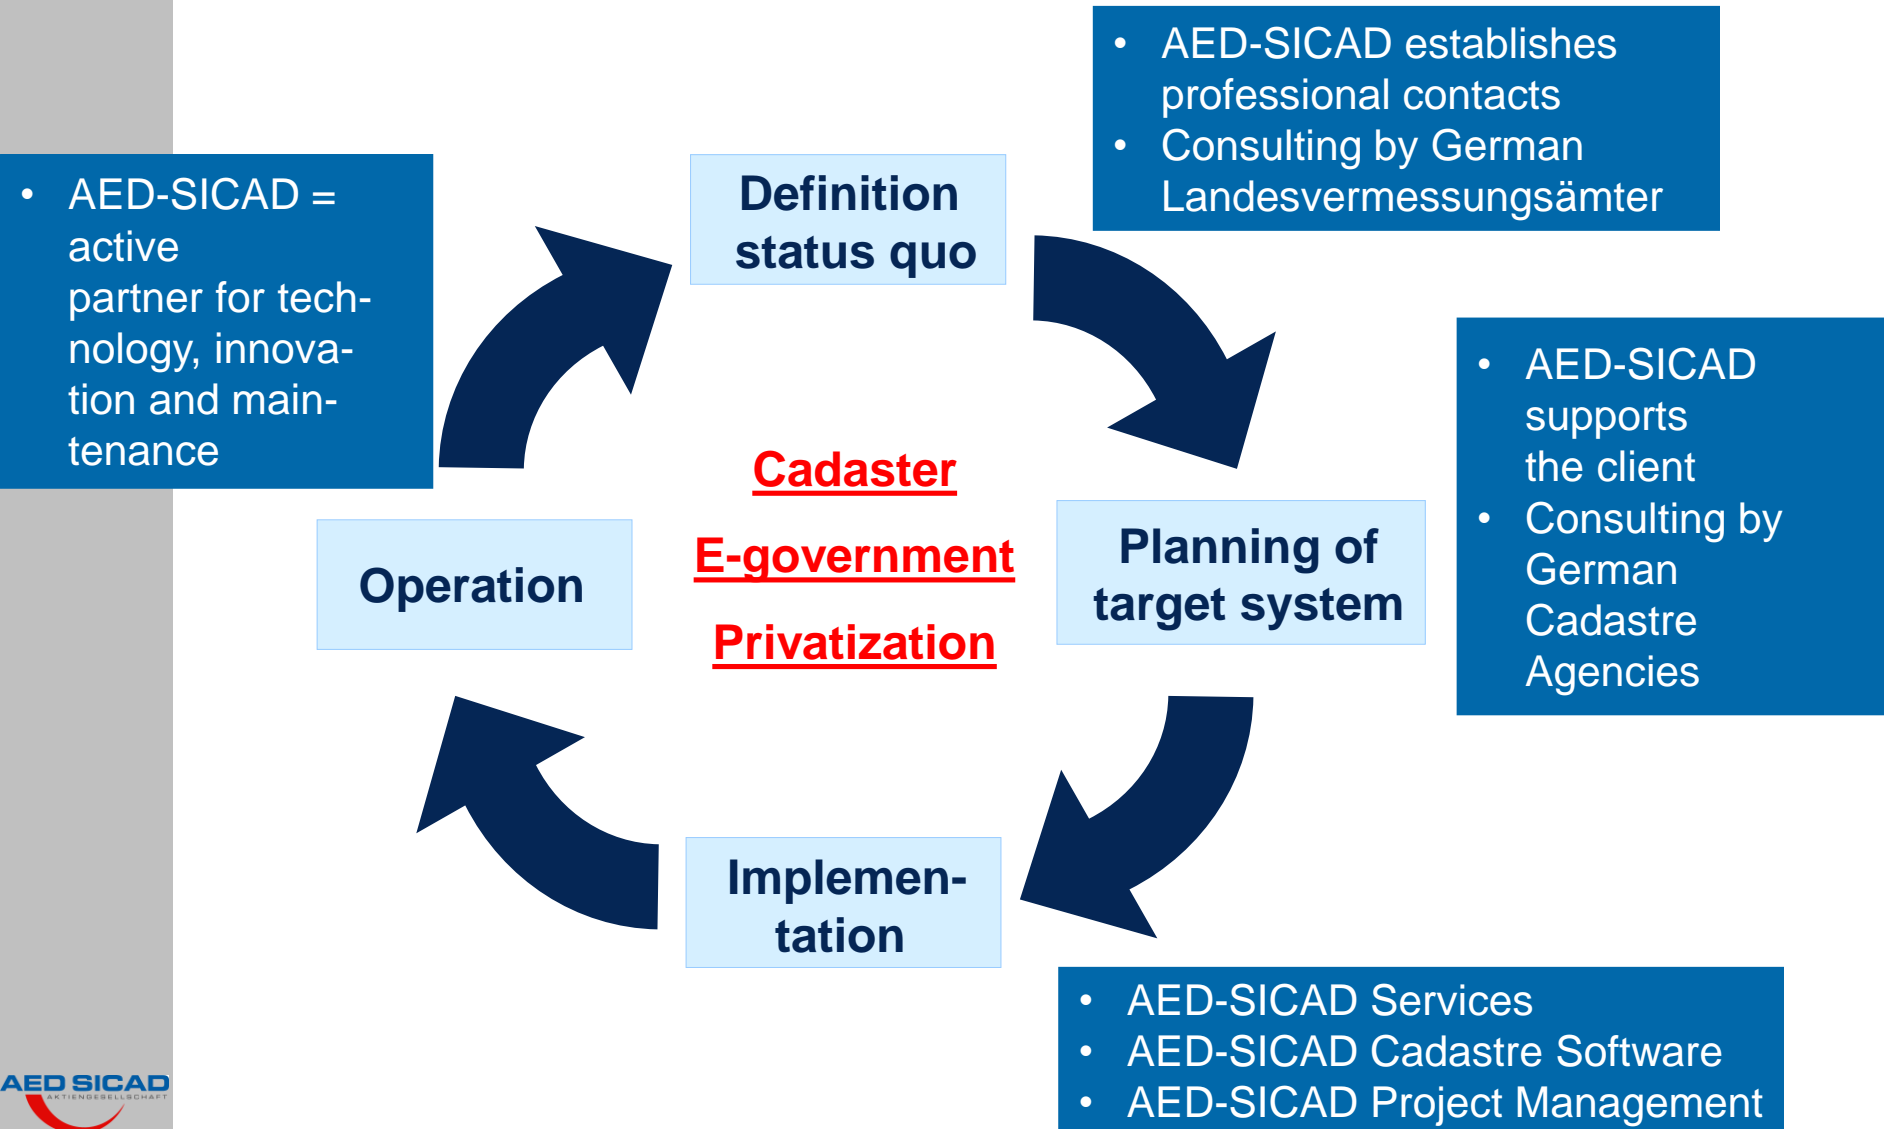 • AED-SICAD establishes
professional contacts
• Consulting by German
Landesvermessungsämter
• AED-SICAD =
active
partner for tech-
nology, innova-
tion and main-
tenance
Definition
status quo
• AED-SICAD
supports
the client
• Consulting by
German
Cadastre
Agencies
Cadaster
E-government
Privatization
Planning of
target system
Operation
Implemen-
tation
• AED-SICAD Services
• AED-SICAD Cadastre Software
• AED-SICAD Project Management
AED SICAD
AKTIENGESELLSCHAFT